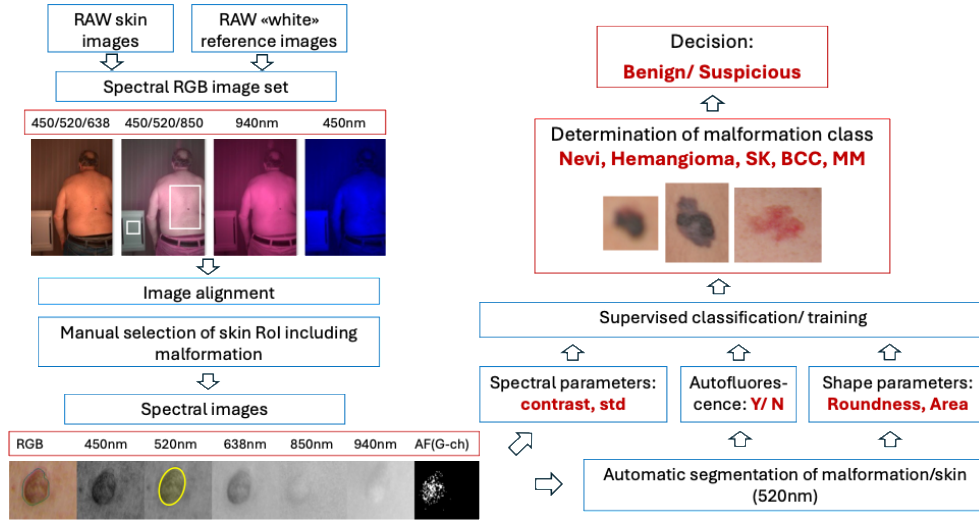 RAW skin
images
RAW «white»
reference images
Spectral RGB image set
450/520/638
450/520/850
940nm
450nm
Image alignment
Manual selection of skin RoI including
malformation
Spectral images
RGB
450nm
520nm
638nm
850nm
940nm
AF(G-ch)
Decision:
Benign/ Suspicious
Determination of malformation class
Nevi, Hemangioma, SK, BCC, MM
Supervised classification/ training
Spectral parameters:
contrast, std
Autofluores-
cence: Y/ N
Shape parameters:
Roundness, Area
Automatic segmentation of malformation/skin
(520nm)